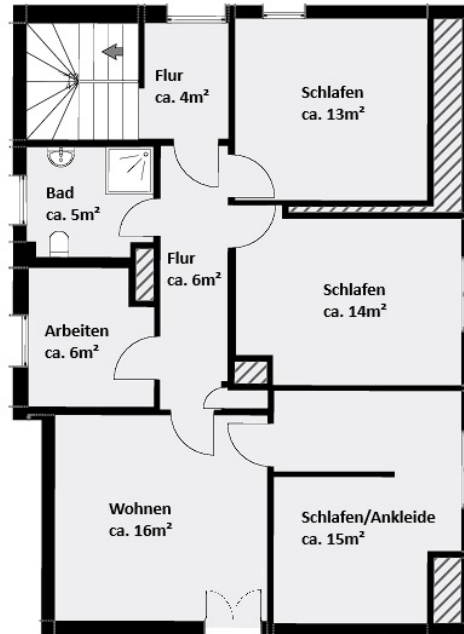 Flur
ca. 4m²
Schlafen
ca. 13m²
Bad
ca. 5m²
Flur
ca. 6m²
Schlafen
ca. 14m²
Arbeiten
ca. 6m²
Wohnen
ca. 16m²
Schlafen/Ankleide
ca. 15m²